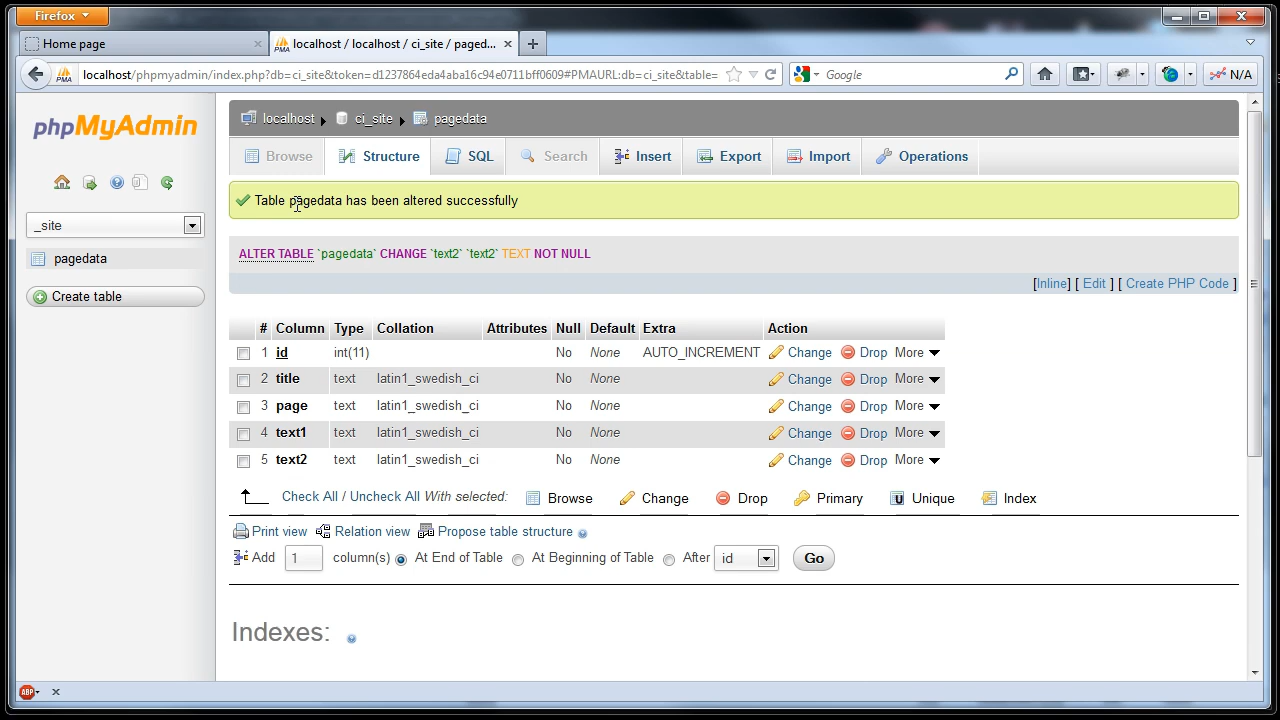 Firefox
Home page
localhost / localhost / ci_site / paged...
localhost/phpmyadmin/index.php?db=ci_site&token=d1237864eda4aba16c94e0711bff0609#PMAURL:db=ci_site&table=
Google
N/A
phpMyAdmin
localhost ci_site pagedata
Browse Structure SQL Search Insert Export Import Operations
Table pagedata has been altered successfully
_site
ALTER TABLE `pagedata` CHANGE `text2` `text2` TEXT NOT NULL
pagedata
[Inline] [ Edit ] [ Create PHP Code ]
Create table
# Column Type Collation Attributes Null Default Extra Action
1 id int(11) No None AUTO_INCREMENT Change Drop More
2 title text latin1_swedish_ci No None Change Drop More
3 page text latin1_swedish_ci No None Change Drop More
4 text1 text latin1_swedish_ci No None Change Drop More
5 text2 text latin1_swedish_ci No None Change Drop More
Check All / Uncheck All With selected: Browse Change Drop Primary Unique Index
Print view Relation view Propose table structure
Add 1 column(s) At End of Table At Beginning of Table After id Go
Indexes:
ABP